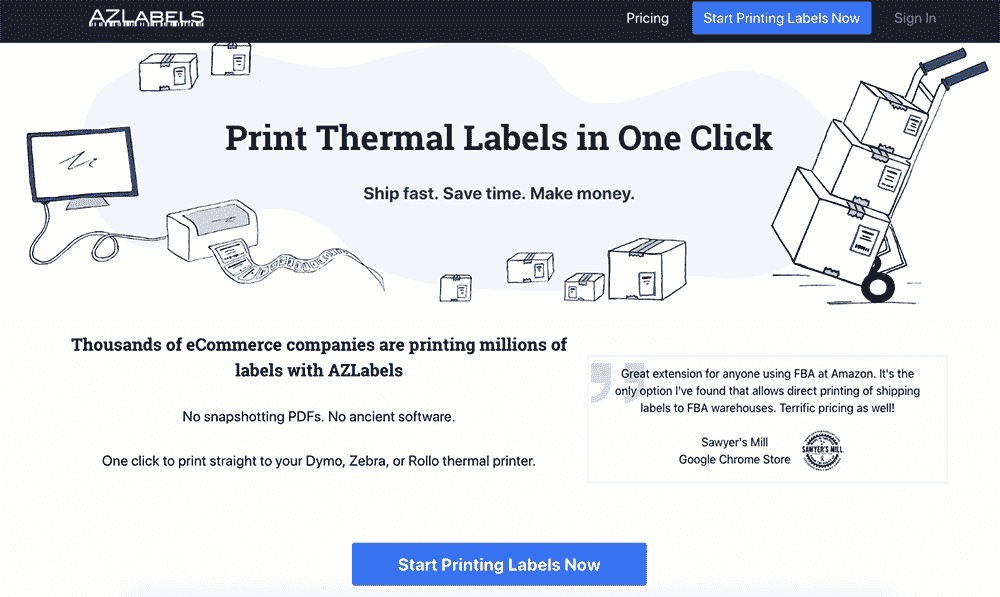 AZLABELS
Pricing
Start Printing Labels Now
Sign In
Print Thermal Labels in One Click
Ship fast. Save time. Make money.
Thousands of eCommerce companies are printing millions of
labels with AZLabels
No snapshotting PDFs. No ancient software.
One click to print straight to your Dymo, Zebra, or Rollo thermal printer.
Great extension for anyone using FBA at Amazon. It's the
only option I've found that allows direct printing of shipping
labels to FBA warehouses. Terrific pricing as well!
Sawyer's Mill
Google Chrome Store
SAWYER'S MILL
Start Printing Labels Now